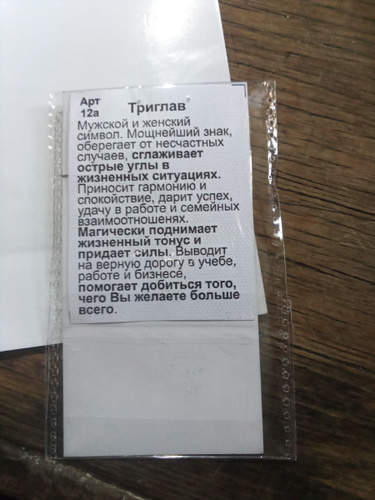 Арт
12а
Триглав
Мужской и женский
символ. Мощнейший знак,
оберегает от несчастных
случаев, сглаживает
острые углы в
жизненных ситуациях.
Приносит гармонию и
спокойствие, дарит успех,
удачу в работе и семейных
взаимоотношенях.
Магически поднимает
жизненный тонус и
придает силы. Выводит
на верную дорогу в учебе,
работе и бизнесе,
помогает добиться того,
чего Вы желаете больше
всего.